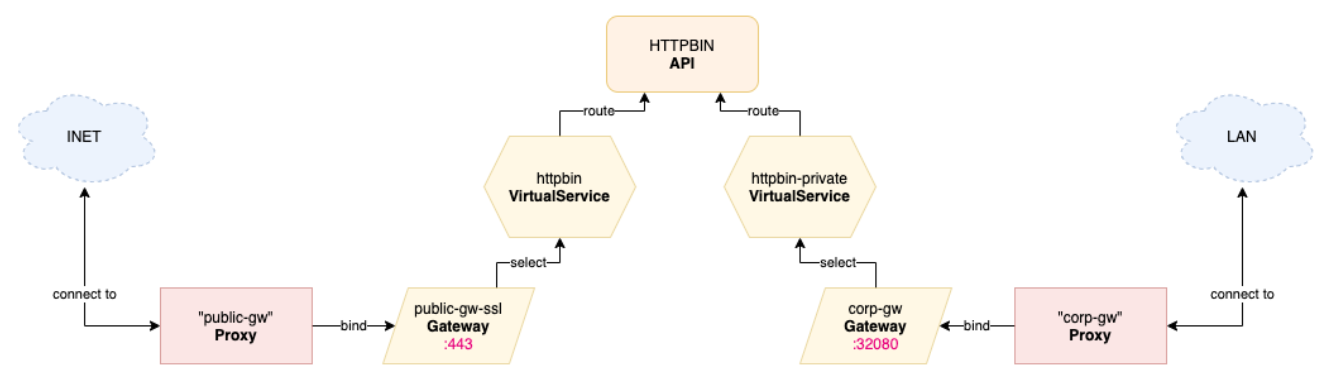 HTTPBIN
API
route
route
INET
LAN
httpbin
VirtualService
httpbin-private
VirtualService
select
select
connect to
connect to
"public-gw"
Proxy
bind
public-gw-ssl
Gateway
:443
corp-gw
Gateway
:32080
bind
"corp-gw"
Proxy